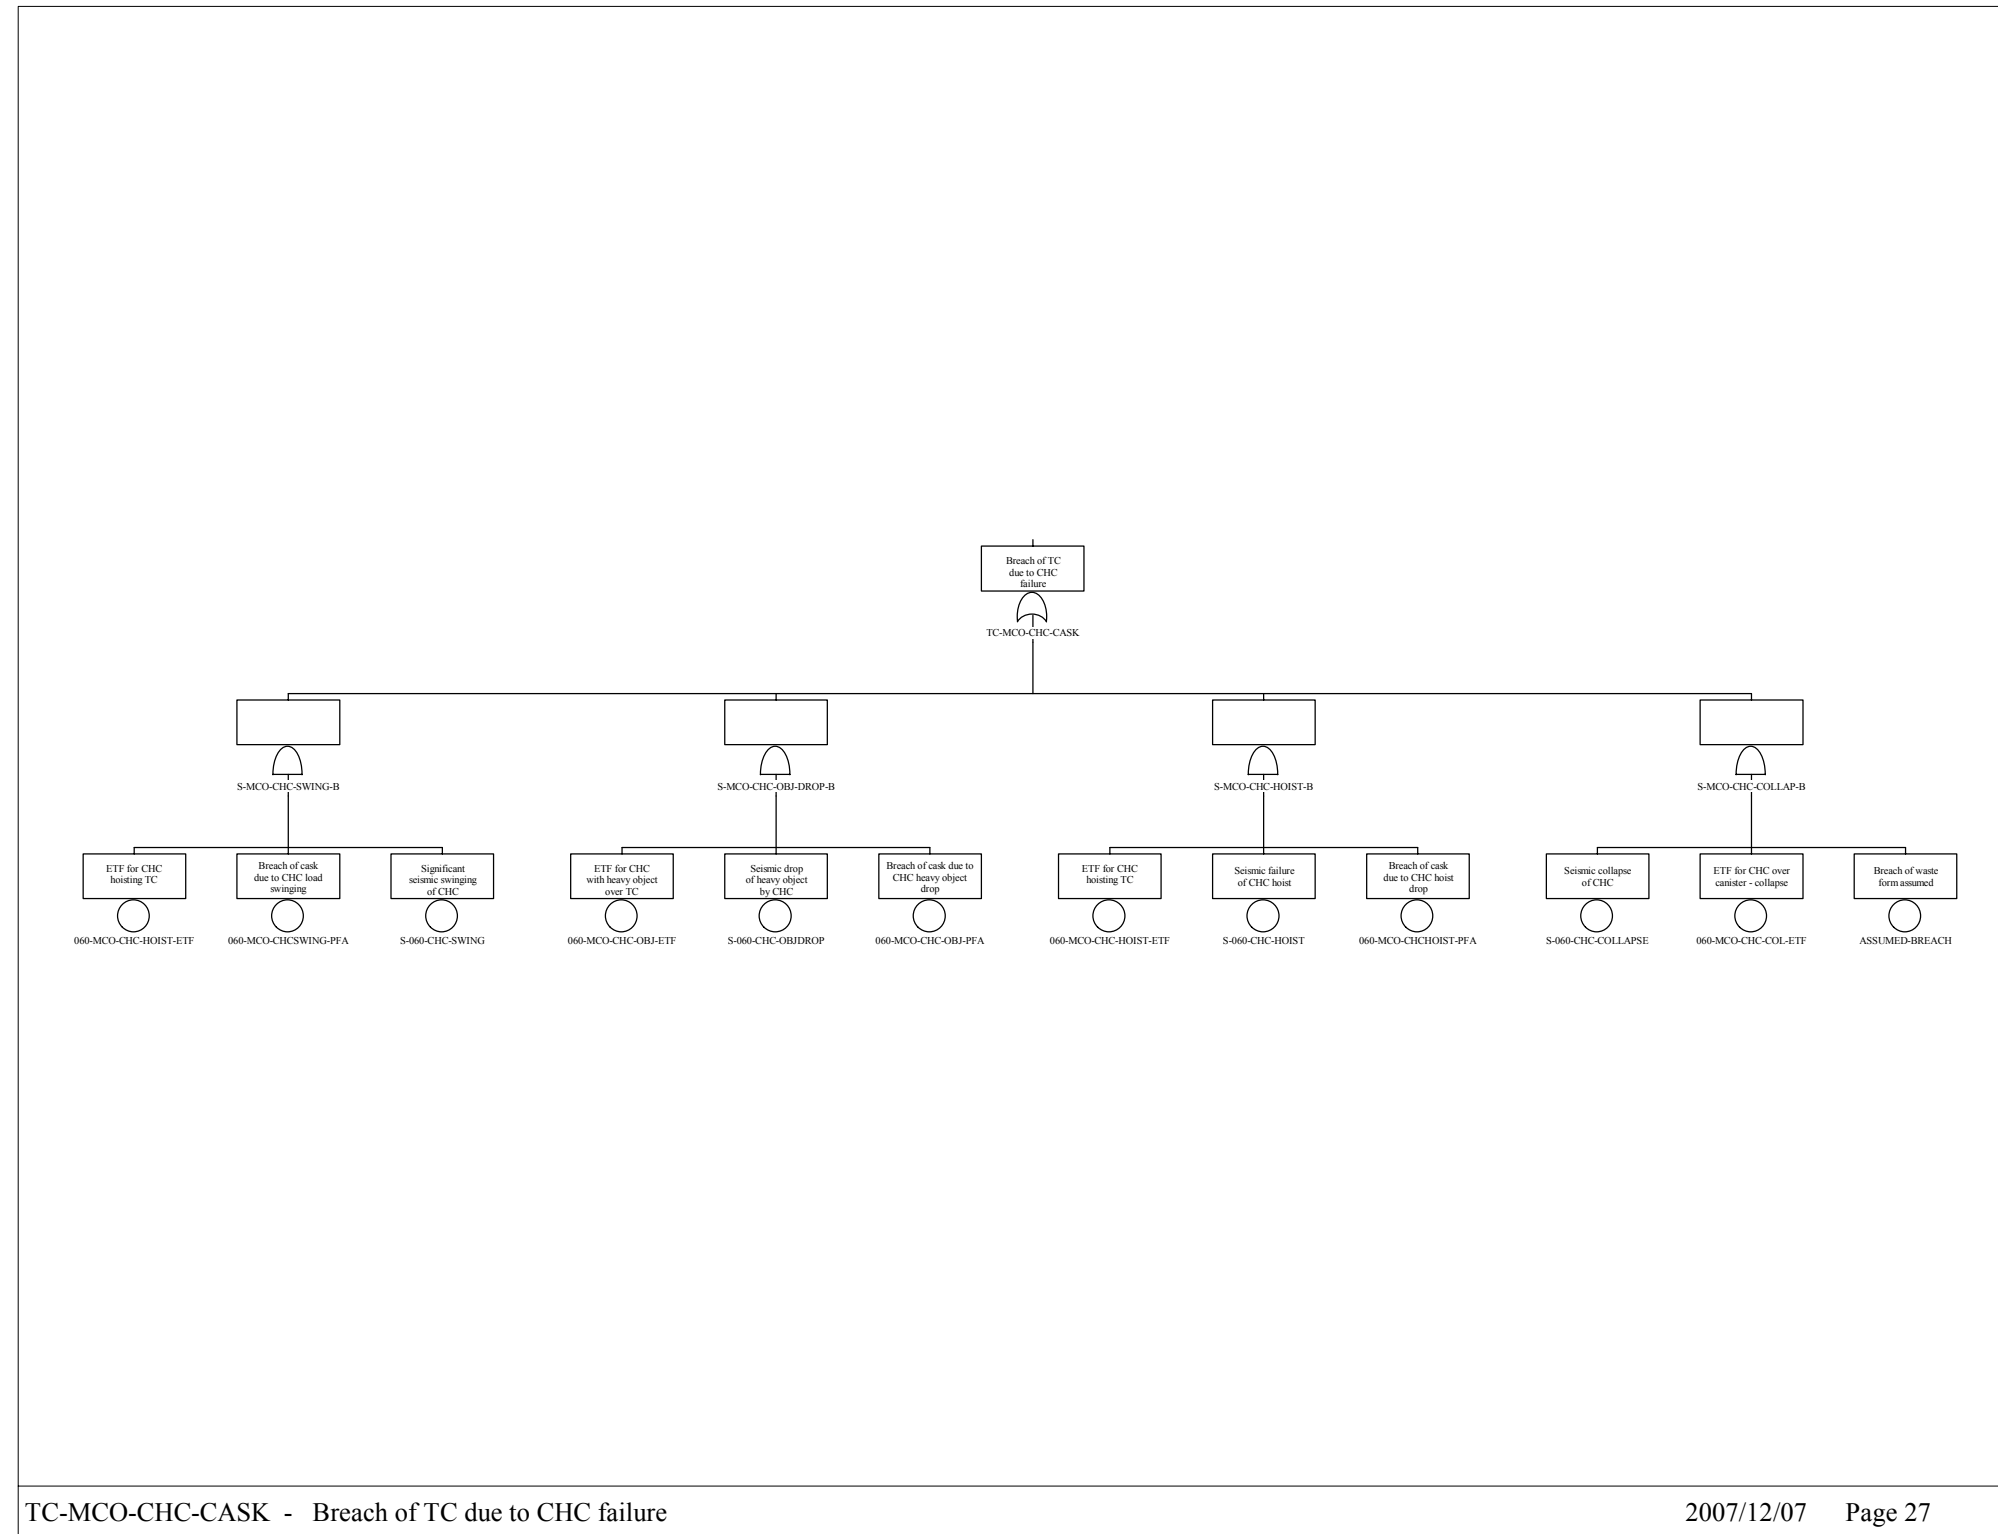 Breach of TC
due to CHC
failure
TC-MCO-CHC-CASK
S-MCO-CHC-SWING-B
S-MCO-CHC-OBJ-DROP-B
S-MCO-CHC-HOIST-B
S-MCO-CHC-COLLAP-B
ETF for CHC
hoisting TC
060-MCO-CHC-HOIST-ETF
Breach of cask
due to CHC load
swinging
060-MCO-CHCSWING-PFA
Significant
seismic swinging
of CHC
S-060-CHC-SWING
ETF for CHC
with heavy object
over TC
060-MCO-CHC-OBJ-ETF
Seismic drop
of heavy object
by CHC
S-060-CHC-OBJDROP
Breach of cask due to
CHC heavy object
drop
060-MCO-CHC-OBJ-PFA
ETF for CHC
hoisting TC
060-MCO-CHC-HOIST-ETF
Seismic failure
of CHC hoist
S-060-CHC-HOIST
Breach of cask
due to CHC hoist
drop
060-MCO-CHCHOIST-PFA
Seismic collapse
of CHC
S-060-CHC-COLLAPSE
ETF for CHC over
canister - collapse
060-MCO-CHC-COL-ETF
Breach of waste
form assumed
ASSUMED-BREACH
TC-MCO-CHC-CASK - Breach of TC due to CHC failure
2007/12/07 Page 27